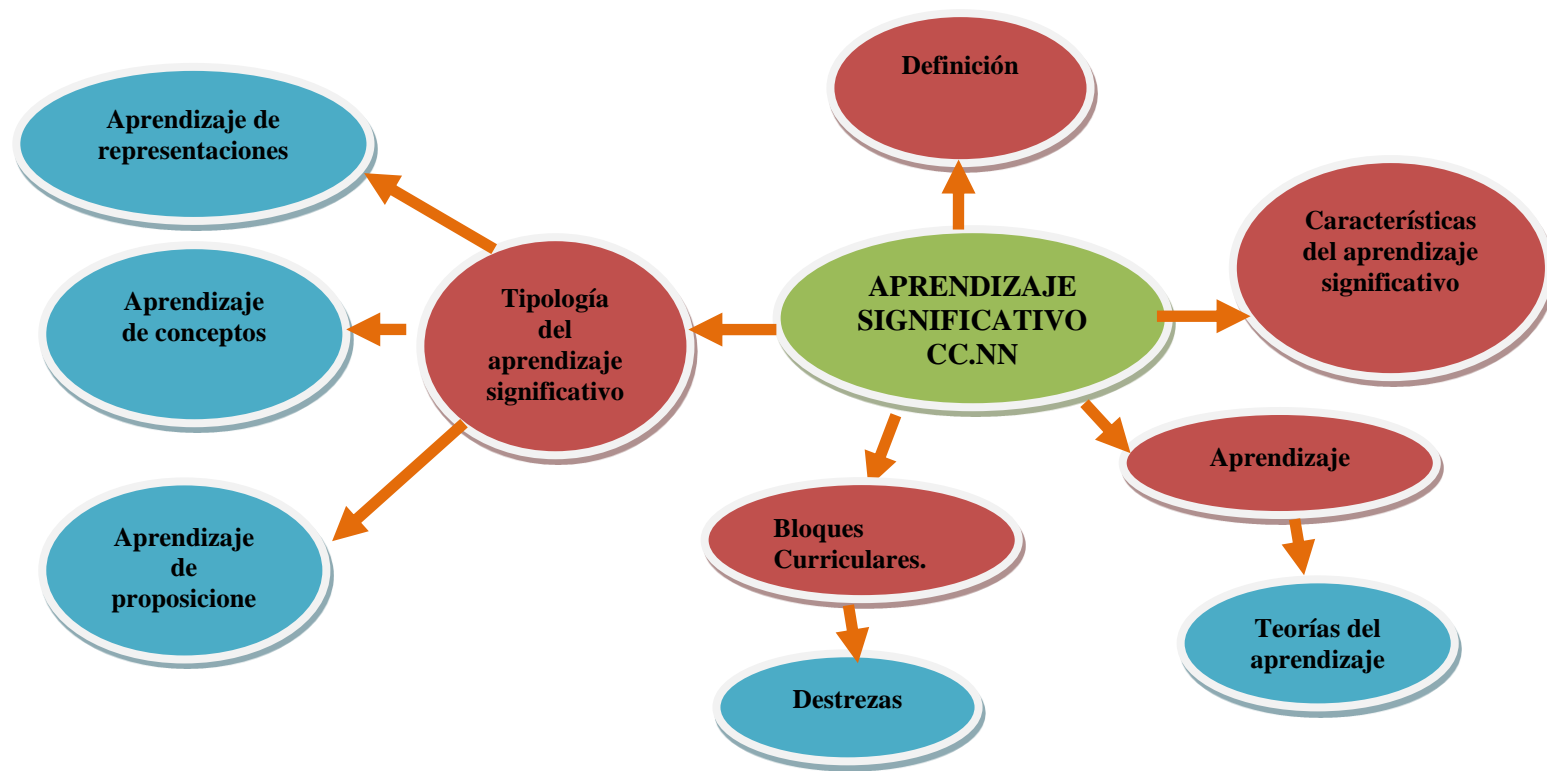 Definición
Aprendizaje de
representaciones
Características
del aprendizaje
significativo
APRENDIZAJE
SIGNIFICATIVO
CC.NN
Tipología
del
aprendizaje
significativo
Aprendizaje
de conceptos
Aprendizaje
Bloques
Curriculares.
Aprendizaje
de
proposicione
Teorías del
aprendizaje
Destrezas